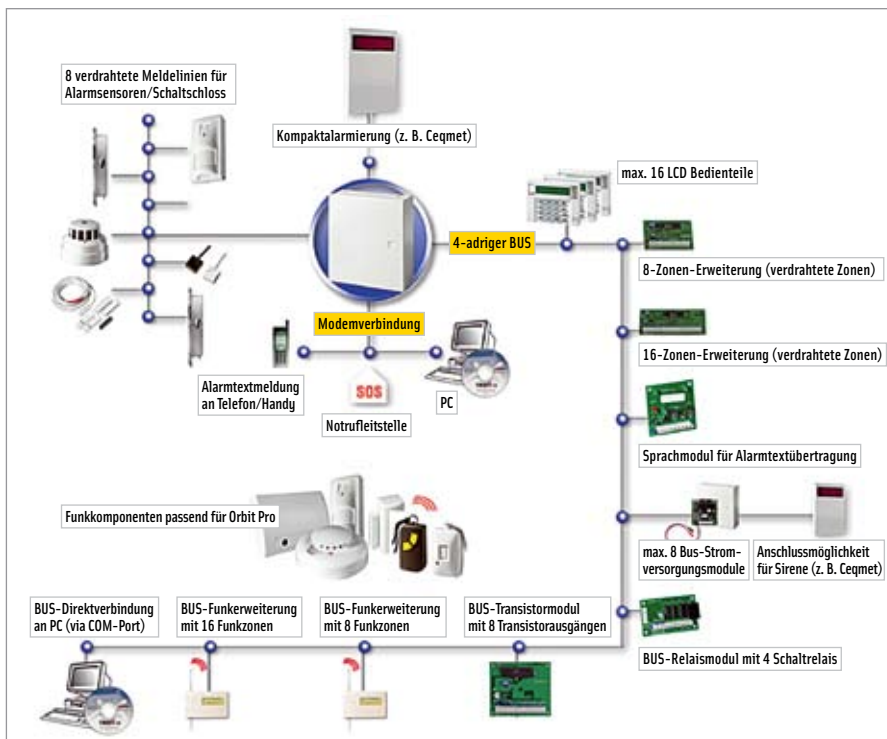 8 verdrahtete Meldelinien für
Alarmsensoren/Schaltschloss
Kompaktalarmierung (z. B. Ceqmet)
max. 16 LCD Bedienteile
4-adriger BUS
8-Zonen-Erweiterung (verdrahtete Zonen)
Modemverbindung
16-Zonen-Erweiterung (verdrahtete Zonen)
Alarmtextmeldung
an Telefon/Handy
SOS
Notrufleitstelle
PC
Sprachmodul für Alarmtextübertragung
Funkkomponenten passend für Orbit Pro
max. 8 Bus-Strom-
versorgungsmodule
Anschlussmöglichkeit
für Sirene (z. B. Ceqmet)
BUS-Direktverbindung
an PC (via COM-Port)
BUS-Funkerweiterung
mit 16 Funkzonen
BUS-Funkerweiterung
mit 8 Funkzonen
BUS-Transistormodul
mit 8 Transistorausgängen
BUS-Relaismodul mit 4 Schaltrelais